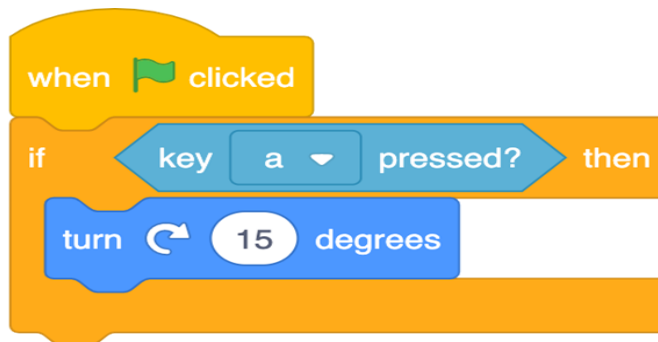 when clicked
if key a pressed? then
turn 15 degrees